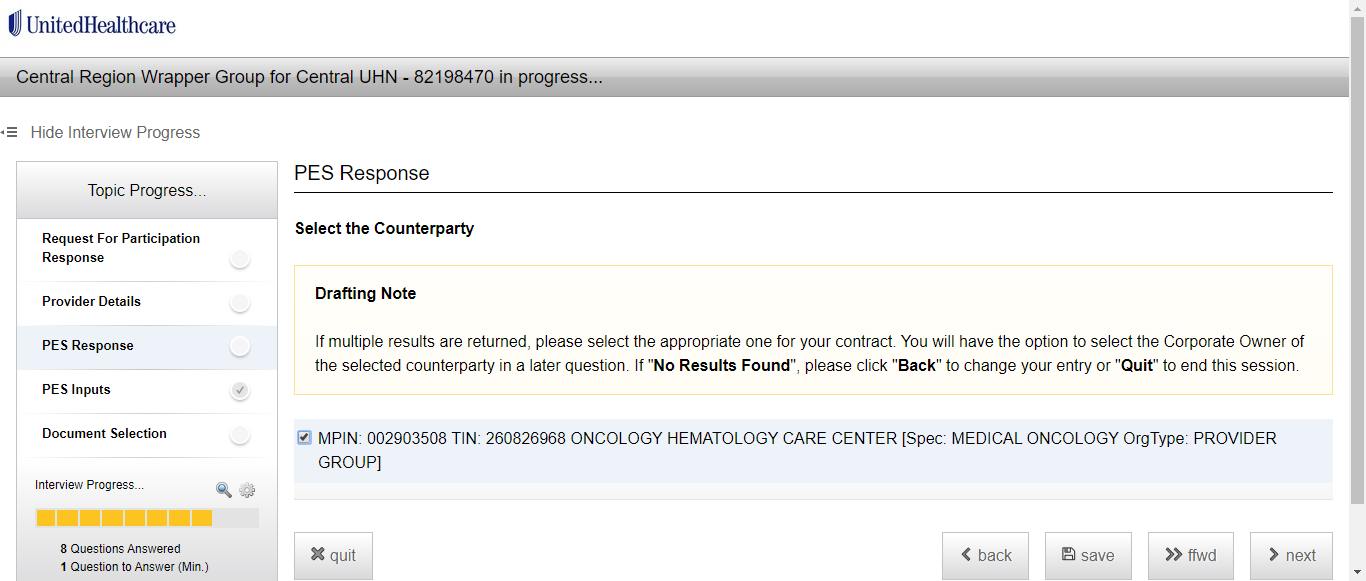 UnitedHealthcare
Central Region Wrapper Group for Central UHN - 82198470 in progress...
Hide Interview Progress
Topic Progress...
Request For Participation
Response
Provider Details
PES Response
PES Inputs
Document Selection
Interview Progress...
8 Questions Answered
1 Question to Answer (Min.)
PES Response
Select the Counterparty
Drafting Note
If multiple results are returned, please select the appropriate one for your contract. You will have the option to select the Corporate Owner of
the selected counterparty in a later question. If "No Results Found", please click "Back" to change your entry or "Quit" to end this session.
MPIN: 002903508 TIN: 260826968 ONCOLOGY HEMATOLOGY CARE CENTER [Spec: MEDICAL ONCOLOGY OrgType: PROVIDER
GROUP]
quit
back
save
ffwd
next